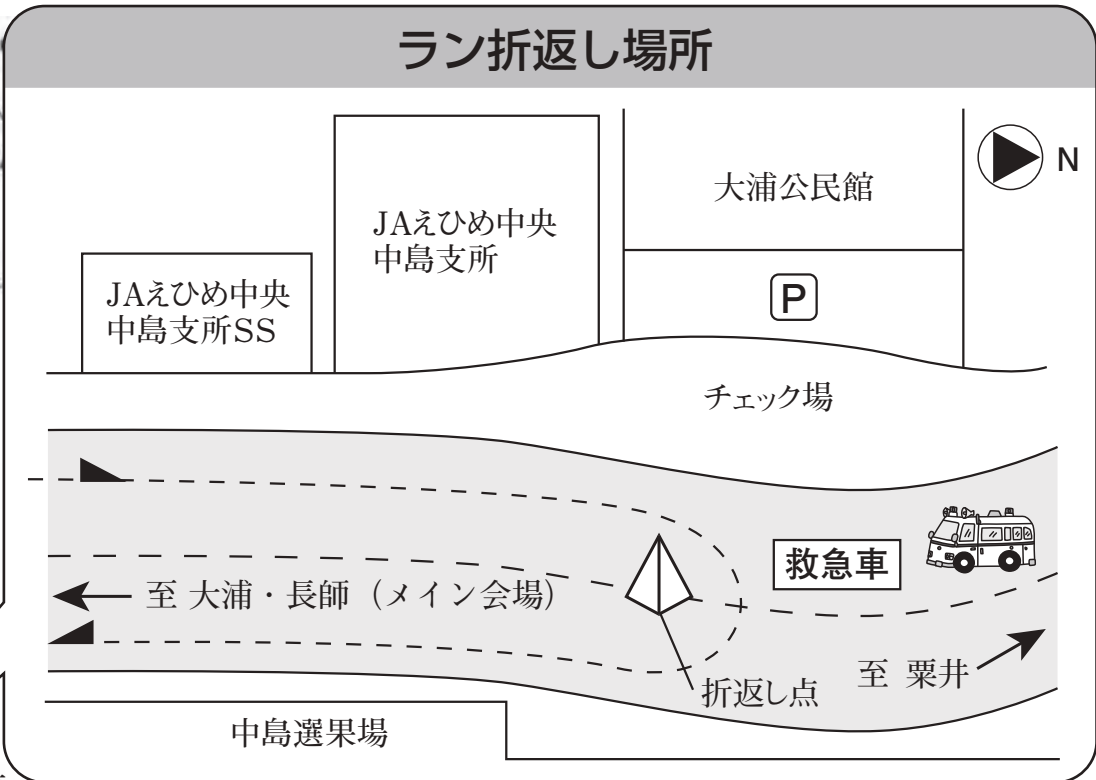 ラン折返し場所
N
大浦公民館
JAえひめ中央
中島支所
JAえひめ中央
中島支所SS
P
チェック場
救急車
至 大浦・長師（メイン会場）
至 粟井
折返し点
中島選果場